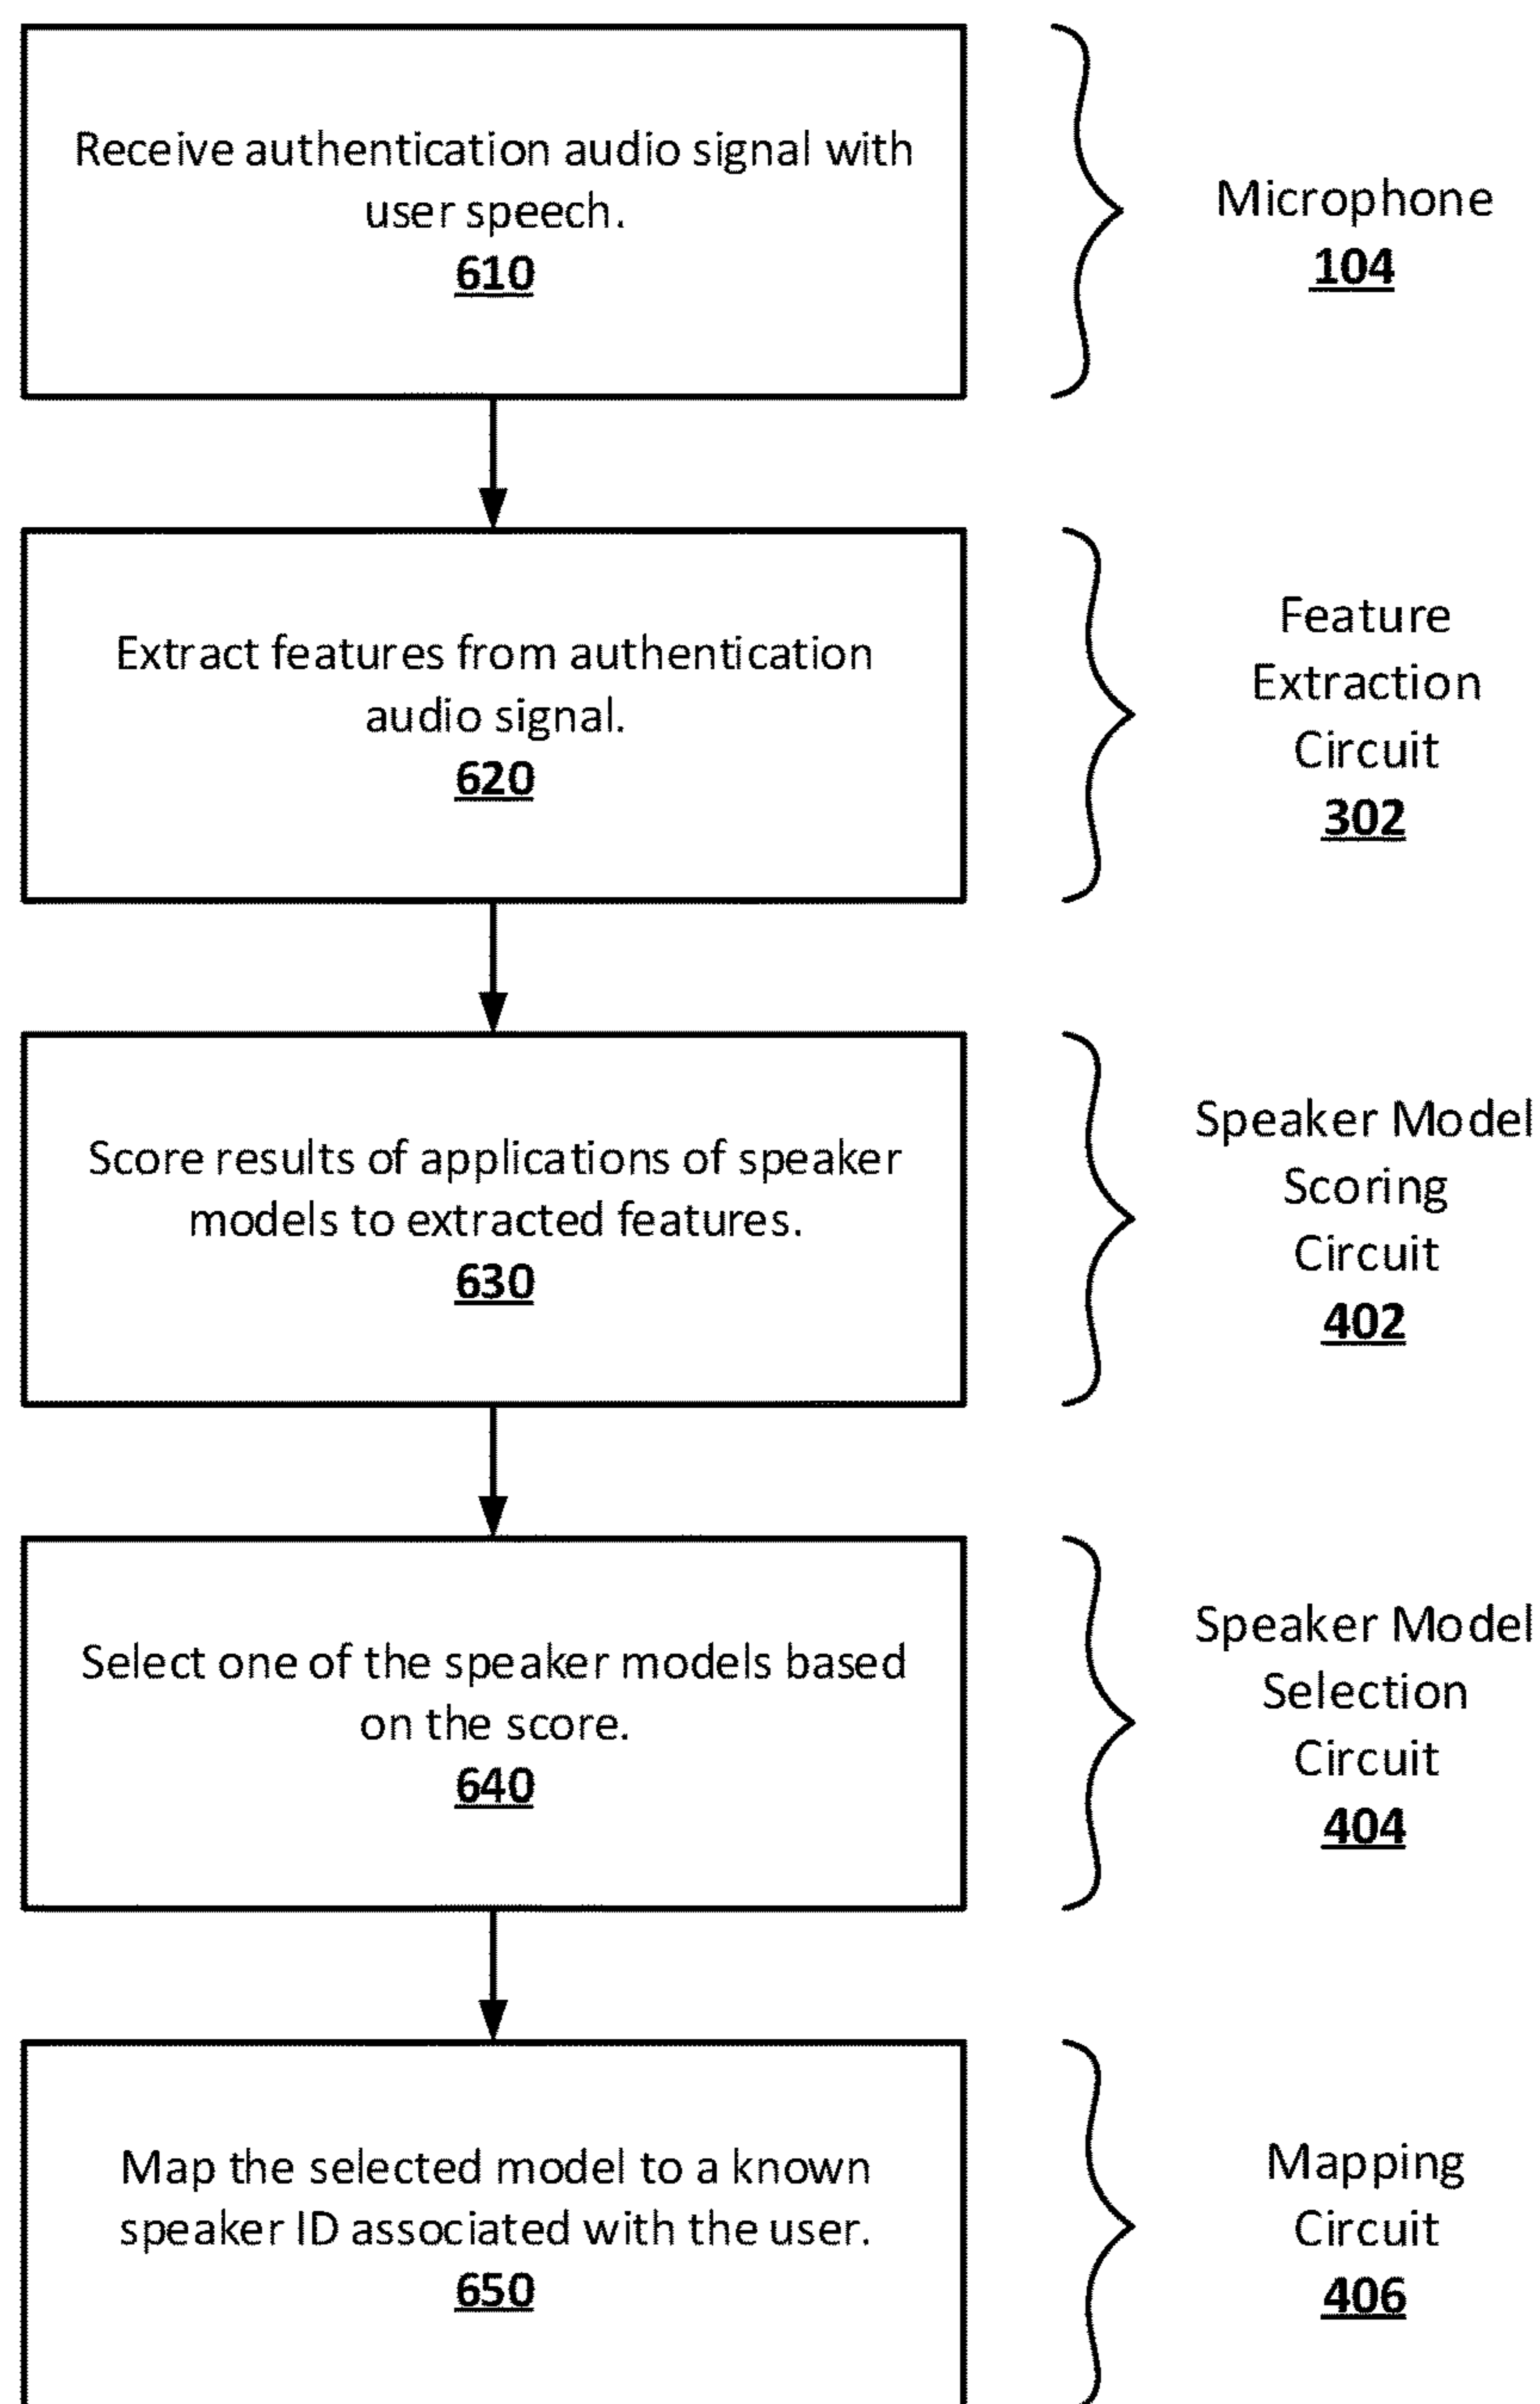 Receive authentication audio signal with
user speech.
610
Microphone
104
Extract features from authentication
audio signal.
620
Feature
Extraction
Circuit
302
Score results of applications of speaker
models to extracted features.
630
Speaker Model
Scoring
Circuit
402
Select one of the speaker models based
on the score.
640
Speaker Model
Selection
Circuit
404
Map the selected model to a known
speaker ID associated with the user.
650
Mapping
Circuit
406